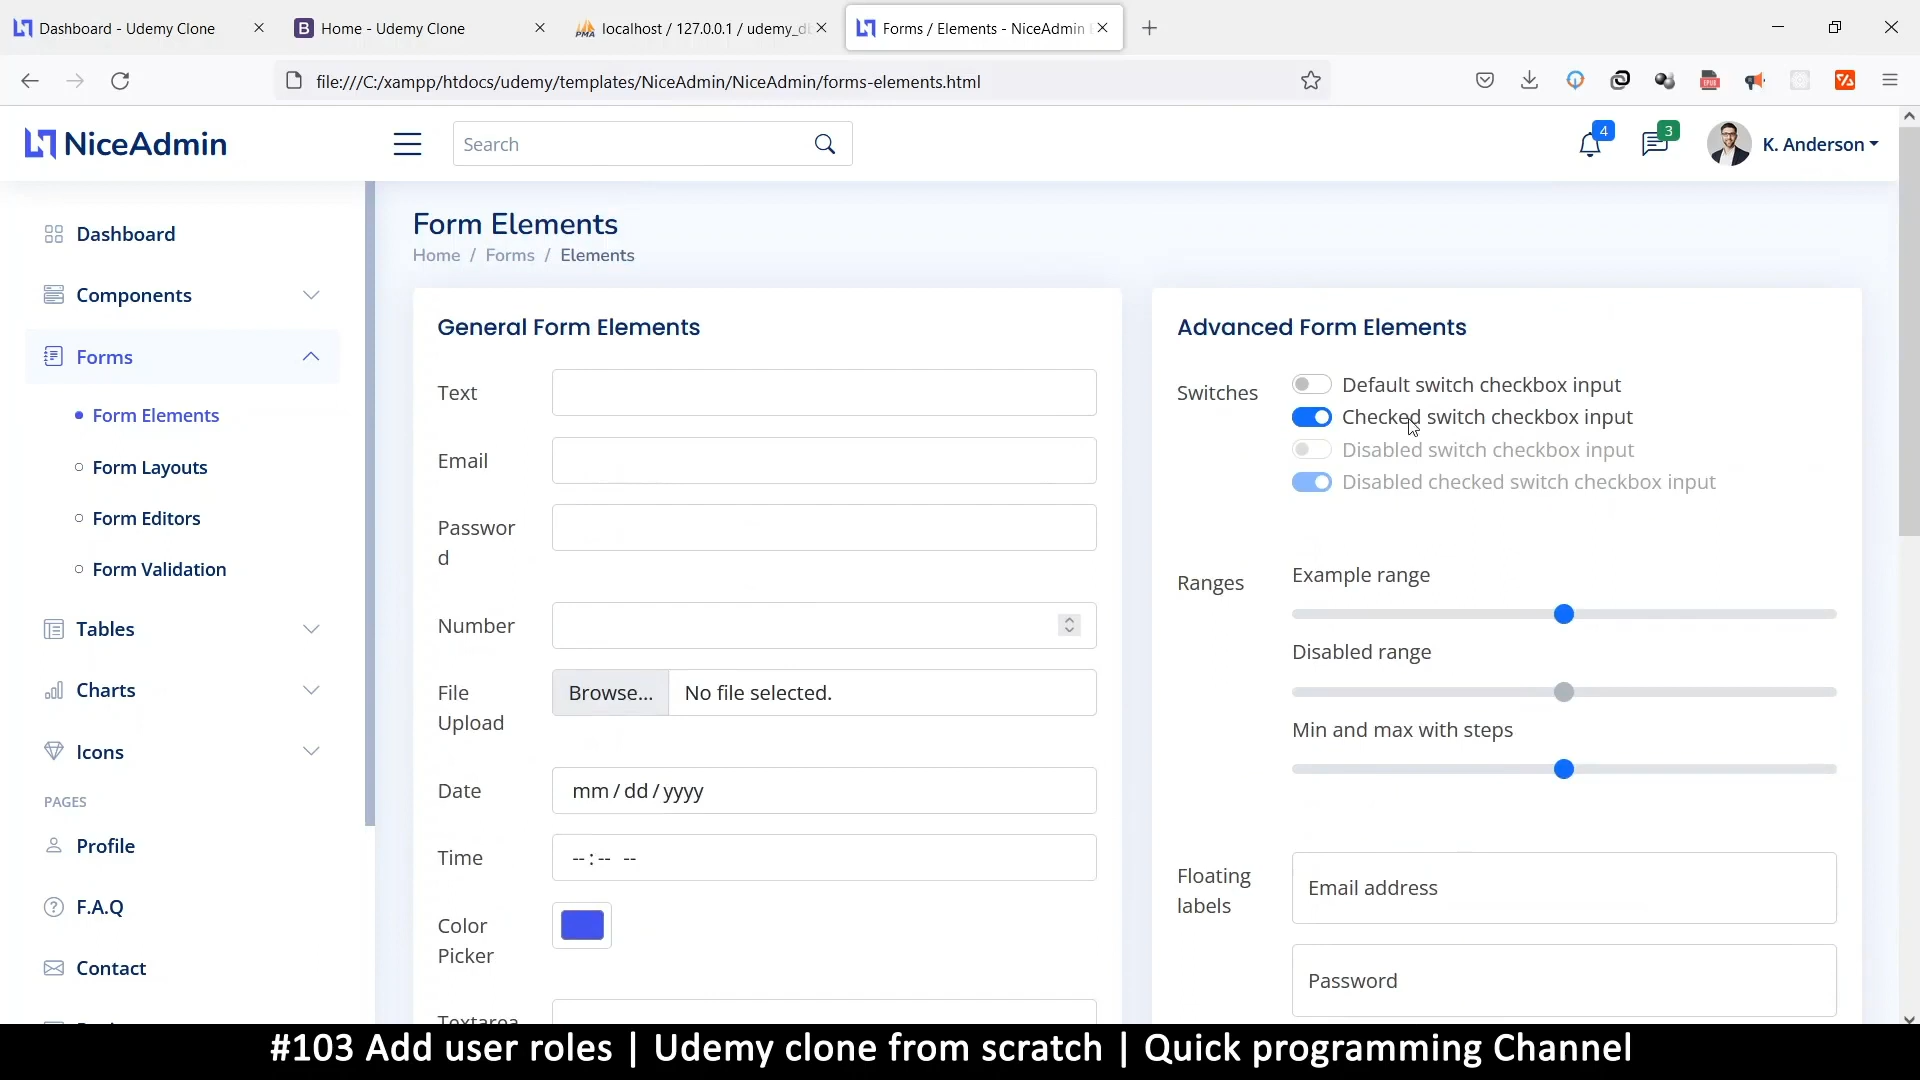 Dashboard - Udemy Clone
Home - Udemy Clone
localhost / 127.0.0.1 / udemy_d
Forms / Elements - NiceAdmin
file:///C:/xampp/htdocs/udemy/templates/NiceAdmin/NiceAdmin/forms-elements.html
NiceAdmin
Search
4
3
K. Anderson
Dashboard
Components
Forms
Form Elements
Form Layouts
Form Editors
Form Validation
Tables
Charts
Icons
PAGES
Profile
F.A.Q
Contact
Form Elements
Home / Forms / Elements
General Form Elements
Text
Email
Passwor
d
Number
File
Upload
Browse... No file selected.
Date
mm / dd / yyyy
Time
-- : -- --
Color
Picker
Textarea
Advanced Form Elements
Switches
Default switch checkbox input
Checked switch checkbox input
Disabled switch checkbox input
Disabled checked switch checkbox input
Ranges
Example range
Disabled range
Min and max with steps
Floating
labels
Email address
Password
#103 Add user roles | Udemy clone from scratch | Quick programming Channel